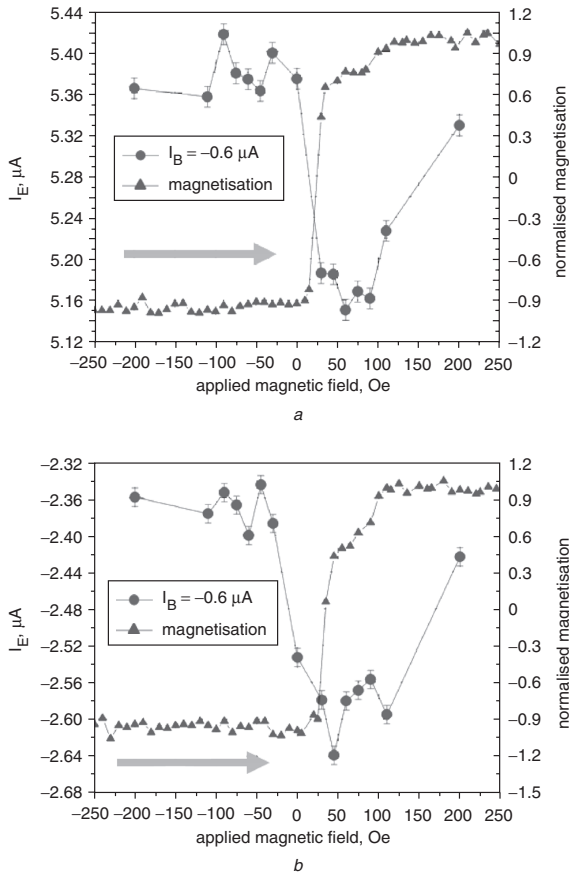 5.44
5.40
5.36
5.32
5.28
5.24
5.20
5.16
5.12
I_E, μA
1.2
0.9
0.6
0.3
0
−0.3
−0.6
−0.9
−1.2
normalised magnetisation
I_B = −0.6 μA
magnetisation
−250 −200 −150 −100 −50 0 50 100 150 200 250
applied magnetic field, Oe
a
−2.32
−2.36
−2.40
−2.44
−2.48
−2.52
−2.56
−2.60
−2.64
−2.68
I_E, μA
1.2
0.9
0.6
0.3
0
−0.3
−0.6
−0.9
−1.2
−1.5
normalised magnetisation
I_B = −0.6 μA
magnetisation
−250 −200 −150 −100 −50 0 50 100 150 200 250
applied magnetic field, Oe
b